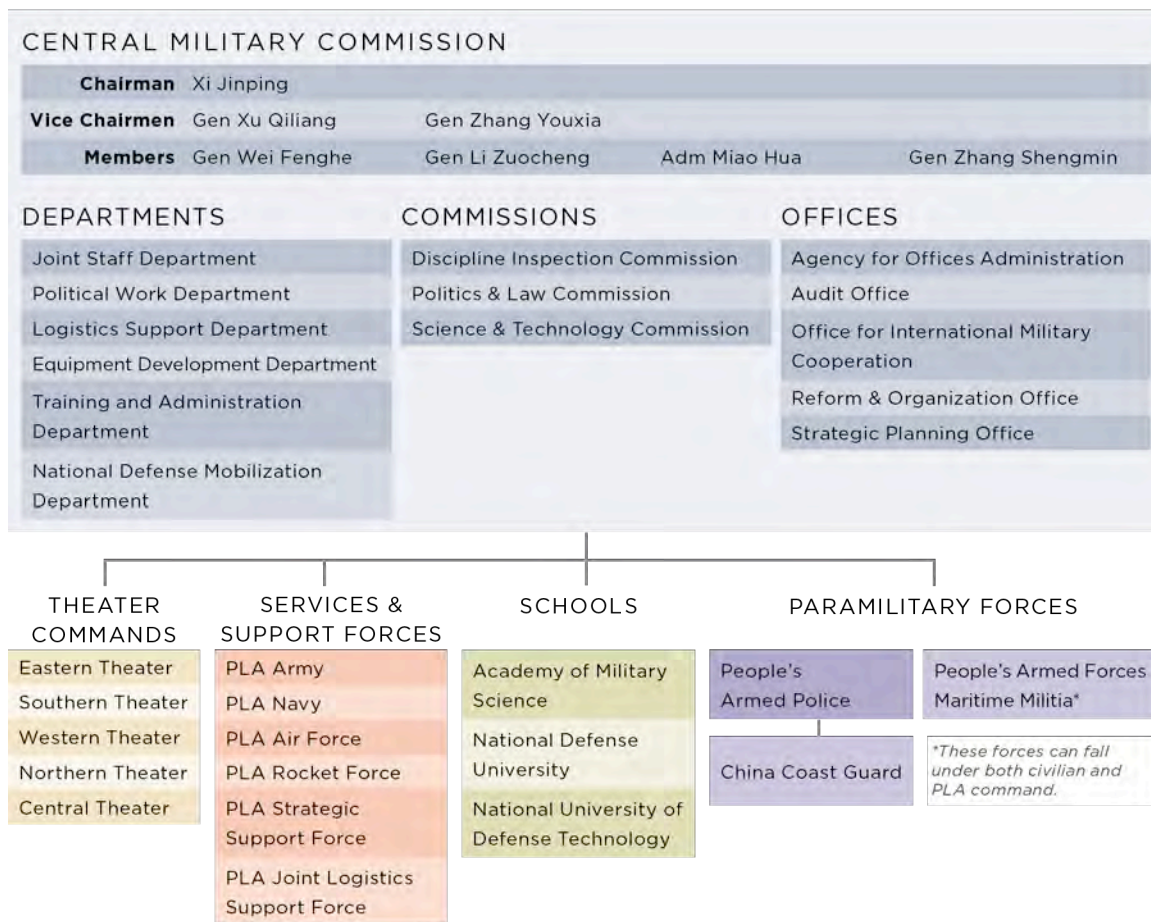 CENTRAL MILITARY COMMISSION
Chairman Xi Jinping
Vice Chairmen Gen Xu Qiliang Gen Zhang Youxia
Members Gen Wei Fenghe Gen Li Zuocheng Adm Miao Hua Gen Zhang Shengmin
DEPARTMENTS
Joint Staff Department
Political Work Department
Logistics Support Department
Equipment Development Department
Training and Administration
Department
National Defense Mobilization
Department
COMMISSIONS
Discipline Inspection Commission
Politics & Law Commission
Science & Technology Commission
OFFICES
Agency for Offices Administration
Audit Office
Office for International Military
Cooperation
Reform & Organization Office
Strategic Planning Office
THEATER
COMMANDS
Eastern Theater
Southern Theater
Western Theater
Northern Theater
Central Theater
SERVICES &
SUPPORT FORCES
PLA Army
PLA Navy
PLA Air Force
PLA Rocket Force
PLA Strategic
Support Force
PLA Joint Logistics
Support Force
SCHOOLS
Academy of Military
Science
National Defense
University
National University of
Defense Technology
PARAMILITARY FORCES
People's
Armed Police
China Coast Guard
People's Armed Forces
Maritime Militia*
*These forces can fall
under both civilian and
PLA command.